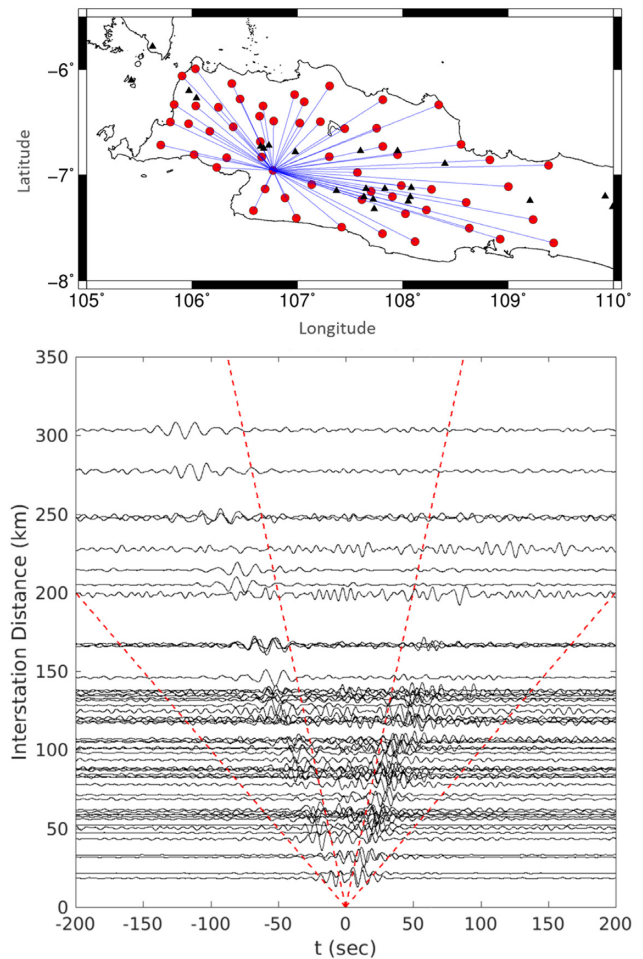 Latitude
−6˚
−7˚
−8˚
105˚ 106˚ 107˚ 108˚ 109˚ 110˚
Longitude
Interstation Distance (km)
350
300
250
200
150
100
50
0
-200 -150 -100 -50 0 50 100 150 200
t (sec)